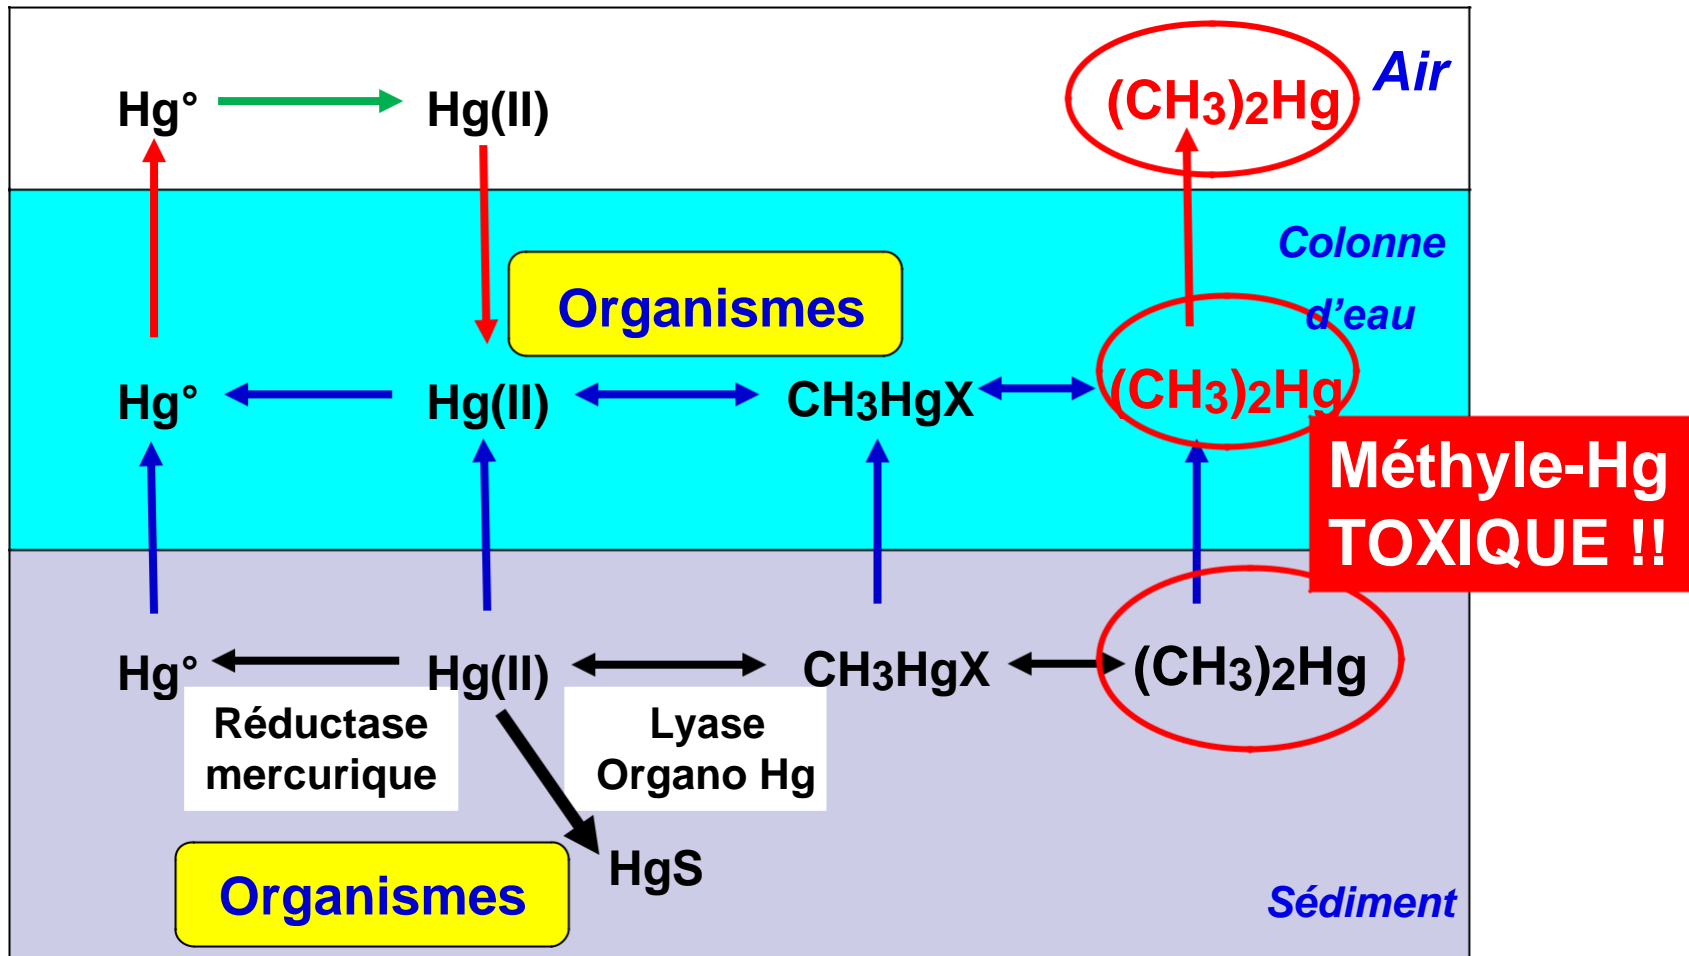 Air
Hg° Hg(II) (CH3)2Hg
Colonne
d’eau
Organismes
Hg° Hg(II) CH3HgX (CH3)2Hg
Méthyle-Hg
TOXIQUE !!
Hg° Hg(II) CH3HgX (CH3)2Hg
Réductase
mercurique
Lyase
Organo Hg
HgS
Organismes
Sédiment